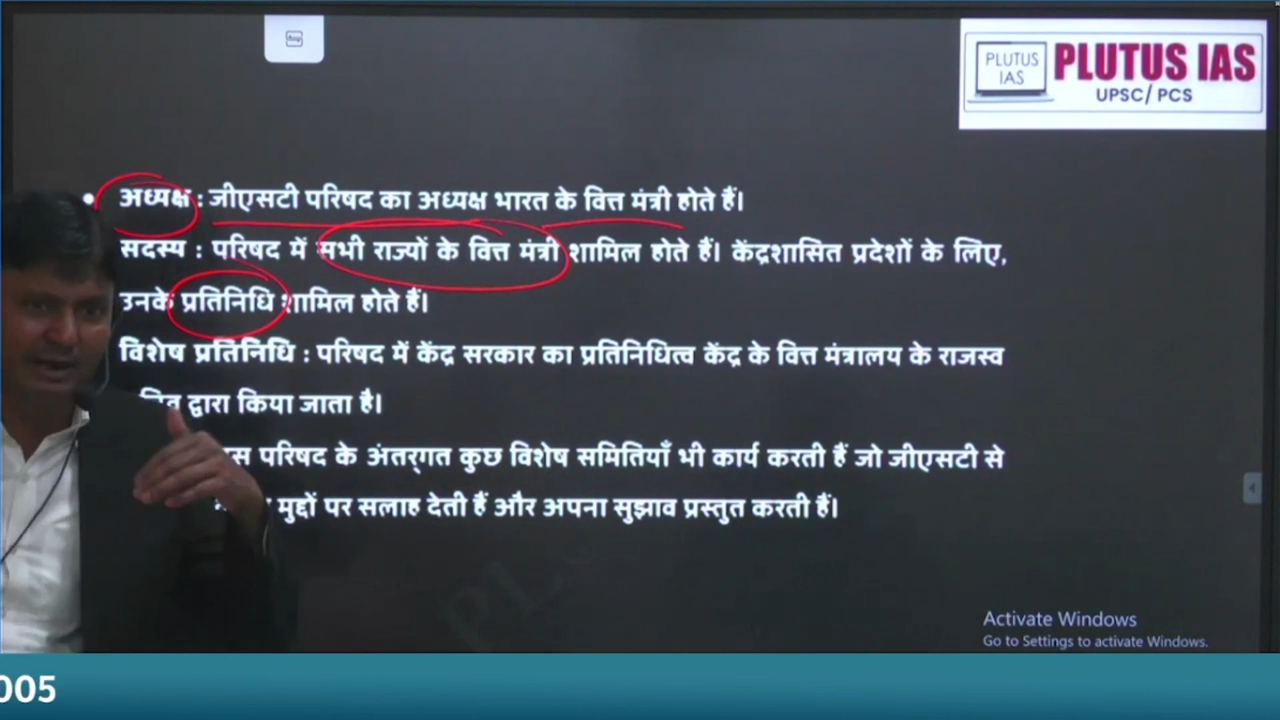 PLUTUS IAS
PLUTUS IAS
UPSC/ PCS
• अध्यक्ष : जीएसटी परिषद का अध्यक्ष भारत के वित्त मंत्री होते हैं।
सदस्य : परिषद में सभी राज्यों के वित्त मंत्री शामिल होते हैं। केंद्रशासित प्रदेशों के लिए,
उनके प्रतिनिधि शामिल होते हैं।
विशेष प्रतिनिधि : परिषद में केंद्र सरकार का प्रतिनिधित्व केंद्र के वित्त मंत्रालय के राजस्व
द्वारा किया जाता है।
परिषद के अंतर्गत कुछ विशेष समितियाँ भी कार्य करती हैं जो जीएसटी से
मुद्दों पर सलाह देती हैं और अपना सुझाव प्रस्तुत करती हैं।
Activate Windows
Go to Settings to activate Windows.
005